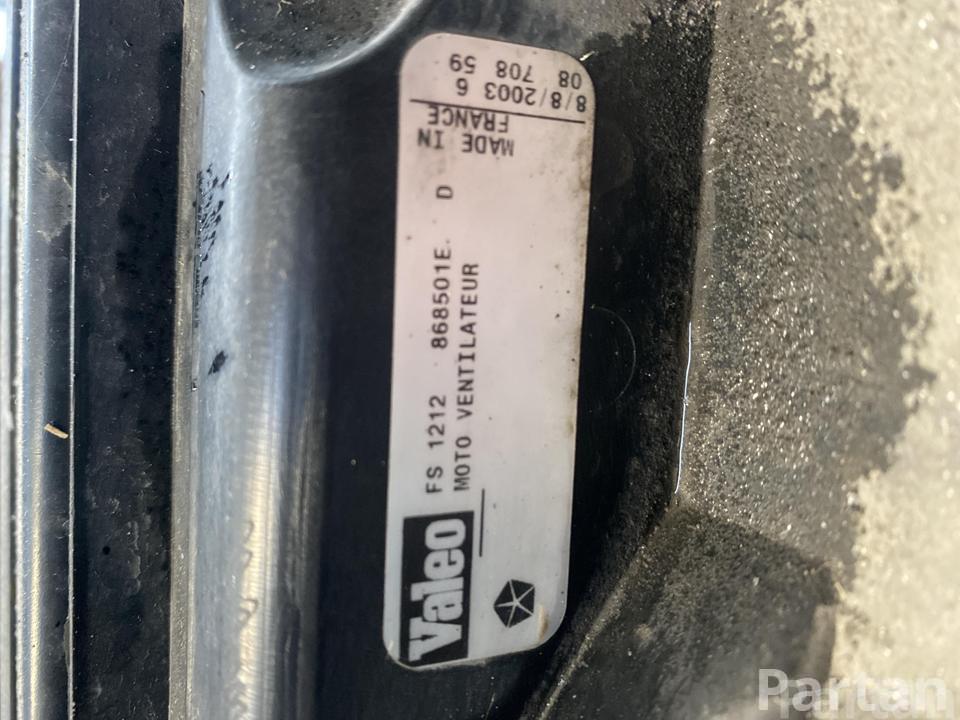 Valeo
FS 1212 868501E. D
MOTO VENTILATEUR
MADE IN
FRANCE
8/8/2003 6
08 708 59
Partan